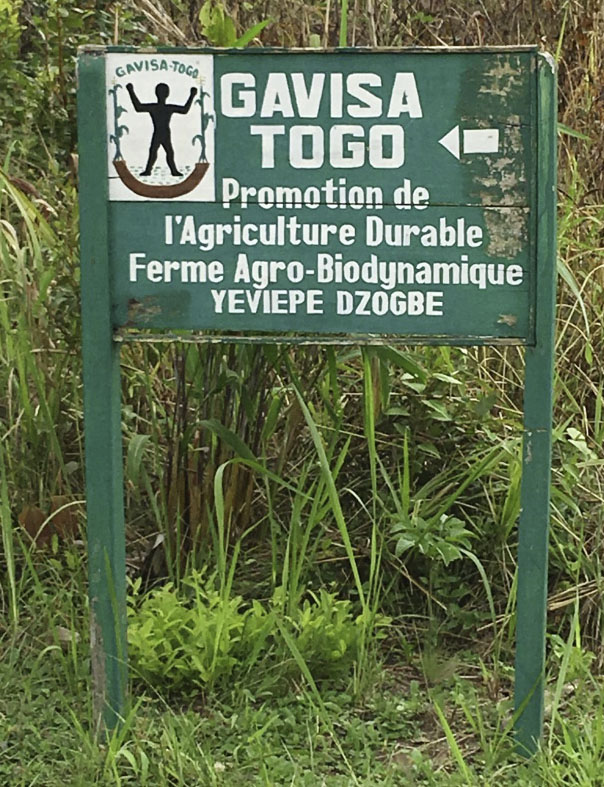 GAVISA-TOGO
GAVISA
TOGO
Promotion de
l'Agriculture Durable
Ferme Agro-Biodynamique
YEVIEPE DZOGBE